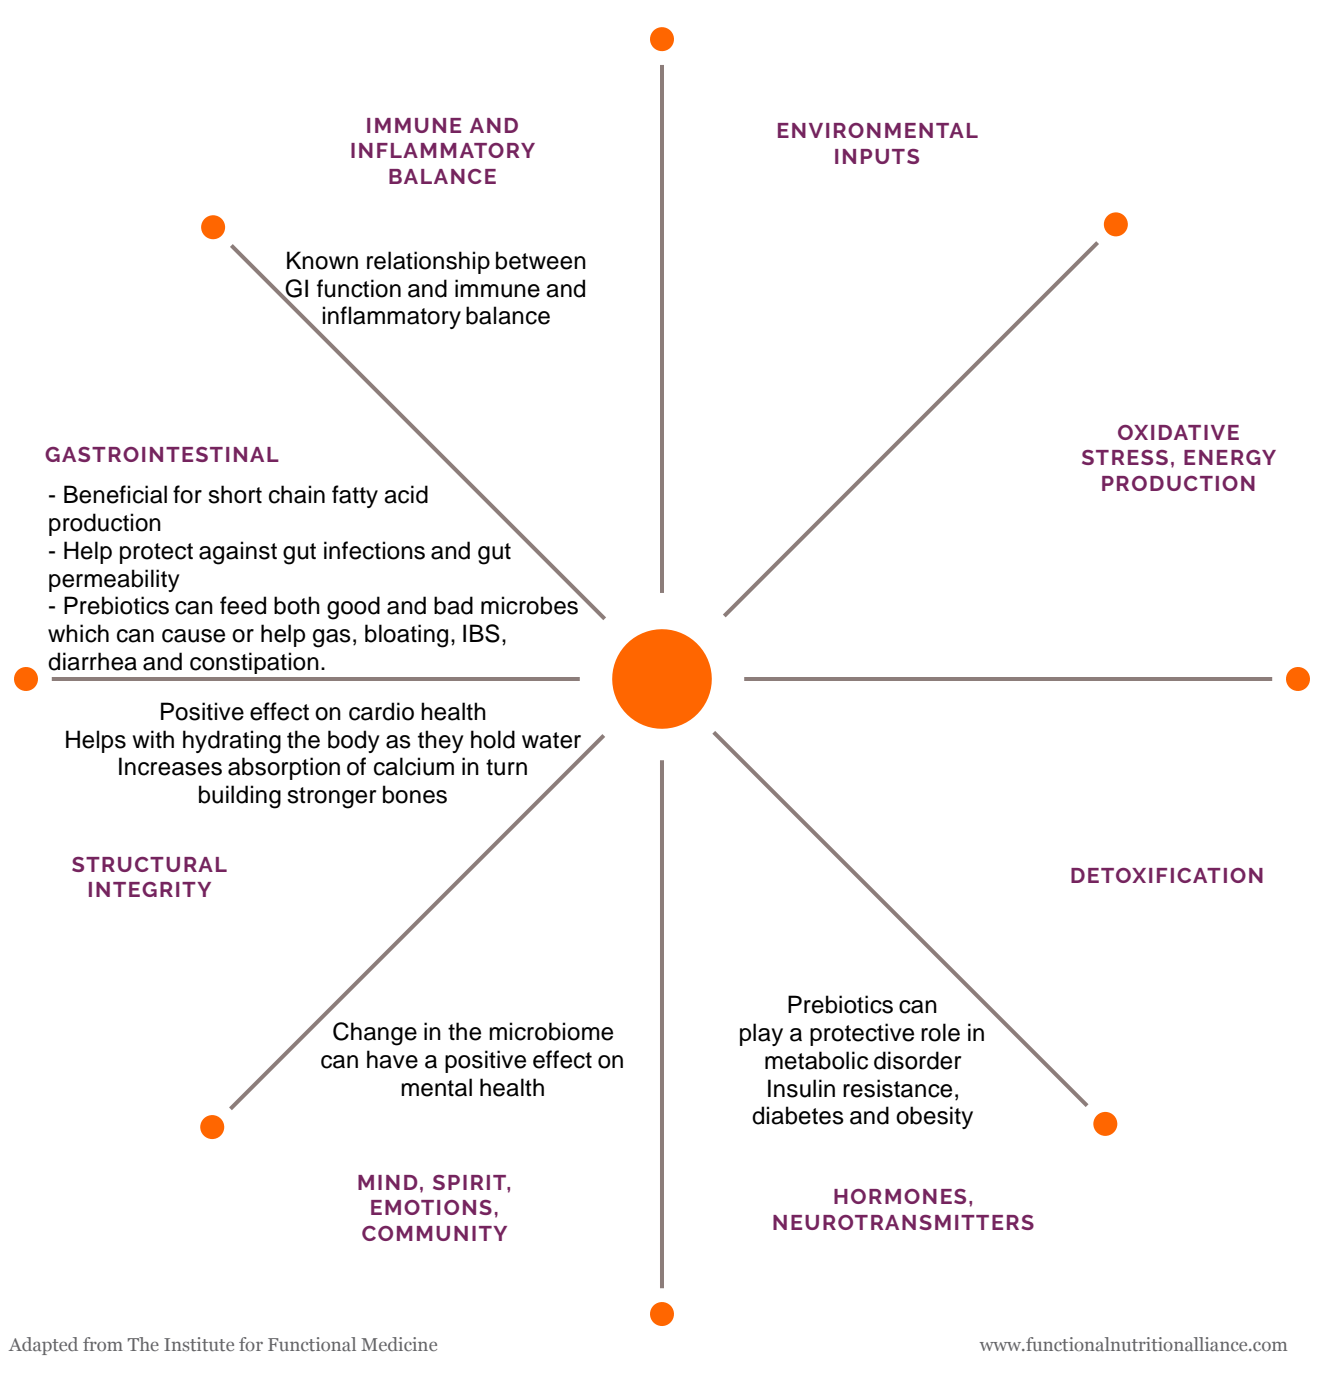 IMMUNE AND
INFLAMMATORY
BALANCE
ENVIRONMENTAL
INPUTS
Known relationship between
GI function and immune and
inflammatory balance
GASTROINTESTINAL
- Beneficial for short chain fatty acid
production
- Help protect against gut infections and gut
permeability
- Prebiotics can feed both good and bad microbes
which can cause or help gas, bloating, IBS,
diarrhea and constipation.
OXIDATIVE
STRESS, ENERGY
PRODUCTION
Positive effect on cardio health
Helps with hydrating the body as they hold water
Increases absorption of calcium in turn
building stronger bones
STRUCTURAL
INTEGRITY
DETOXIFICATION
Change in the microbiome
can have a positive effect on
mental health
MIND, SPIRIT,
EMOTIONS,
COMMUNITY
Prebiotics can
play a protective role in
metabolic disorder
Insulin resistance,
diabetes and obesity
HORMONES,
NEUROTRANSMITTERS
Adapted from The Institute for Functional Medicine
www.functionalnutritionalliance.com